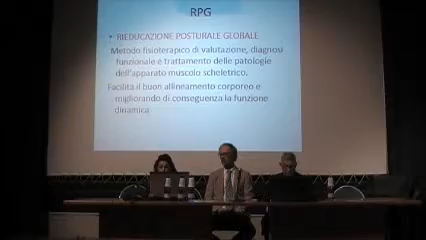 RPG
• RIEDUCAZIONE POSTURALE GLOBALE
Metodo fisioterapico di valutazione, diagnosi
funzionale e trattamento delle patologie
dell'apparato muscolo scheletrico.
Facilita il buon allineamento corporeo e
migliorando di conseguenza la funzione
dinamica